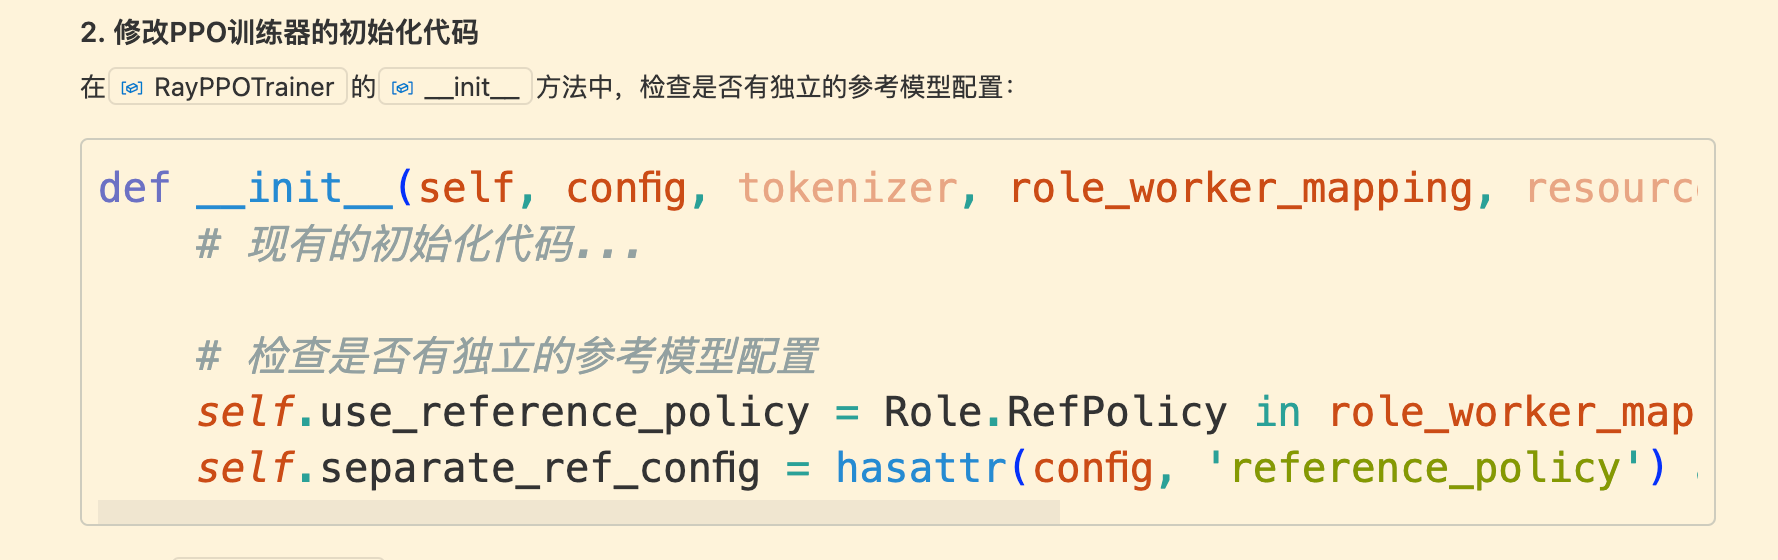 2. 修改PPO训练器的初始化代码
在 RayPPOTrainer 的 __init__ 方法中，检查是否有独立的参考模型配置：
def __init__(self, config, tokenizer, role_worker_mapping, resourc
    # 现有的初始化代码...
    # 检查是否有独立的参考模型配置
    self.use_reference_policy = Role.RefPolicy in role_worker_map
    self.separate_ref_config = hasattr(config, 'reference_policy')